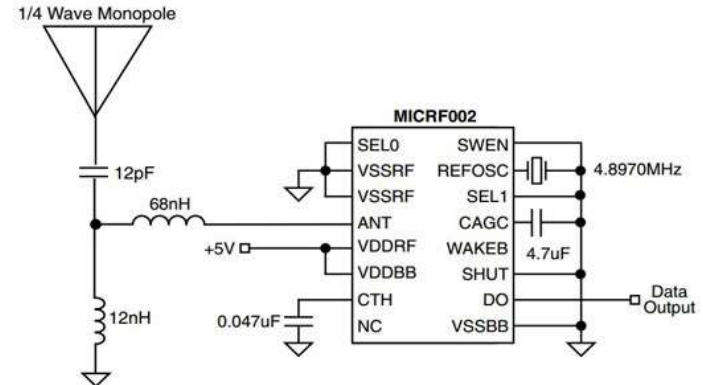 1/4 Wave Monopole
12pF
68nH
12nH
+5V
0.047uF
MICRF002
SEL0
VSSRF
VSSRF
ANT
VDDRF
VDDBB
CTH
NC
SWEN
REFOSC
SEL1
CAGC
WAKEB
SHUT
DO
VSSBB
4.8970MHz
4.7uF
Data
Output